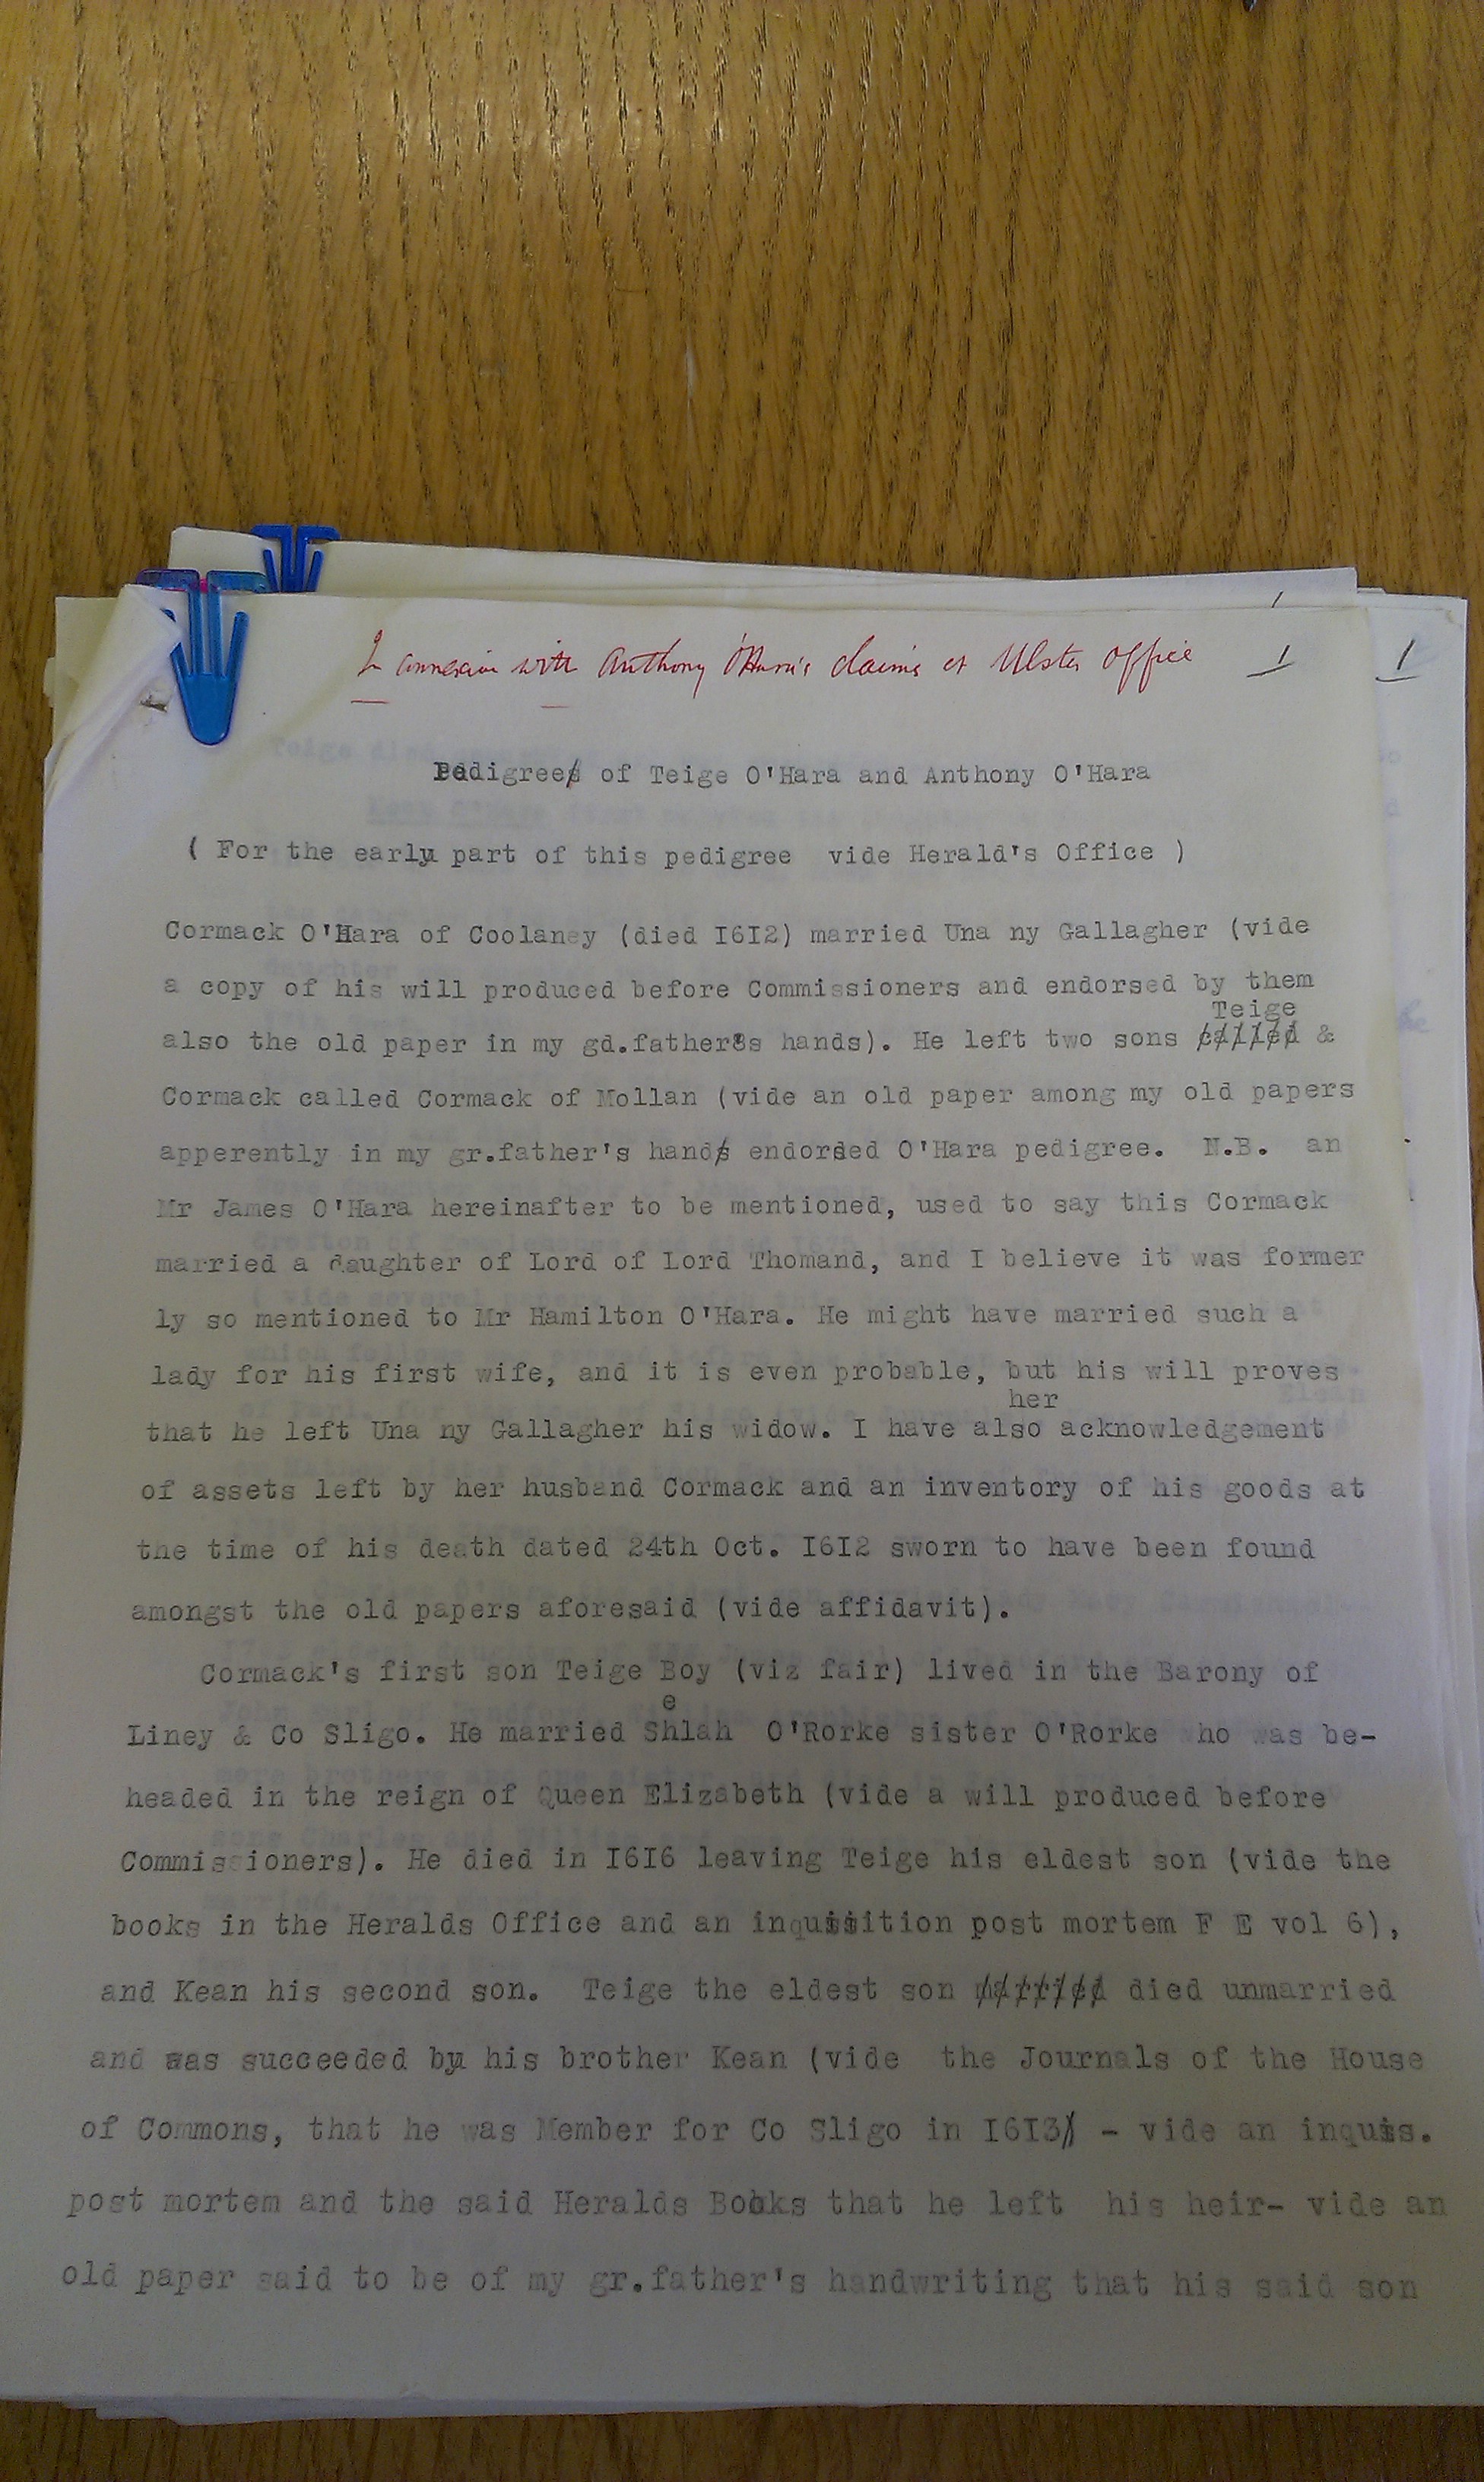 In connexion with Anthony O'Hara's claims at Ulster Office 1 1
Pedigree of Teige O'Hara and Anthony O'Hara
( For the early part of this pedigree vide Herald's Office )
Cormack O'Hara of Coolaney (died I6I2) married Una ny Gallagher (vide
a copy of his will produced before Commissioners and endorsed by them
Teige
also the old paper in my gd.father's hands). He left two sons called &
Cormack called Cormack of Mollan (vide an old paper among my old papers
apperently in my gr.father's hand endorsed O'Hara pedigree. N.B. an
Mr James O'Hara hereinafter to be mentioned, used to say this Cormack
married a daughter of Lord of Lord Thomand, and I believe it was former
ly so mentioned to Mr Hamilton O'Hara. He might have married such a
lady for his first wife, and it is even probable, but his will proves
her
that he left Una ny Gallagher his widow. I have also acknowledgement
of assets left by her husband Cormack and an inventory of his goods at
the time of his death dated 24th Oct. I6I2 sworn to have been found
amongst the old papers aforesaid (vide affidavit).
Cormack's first son Teige Boy (viz fair) lived in the Barony of
e
Liney & Co Sligo. He married Shlah O'Rorke sister O'Rorke who was be-
headed in the reign of Queen Elizabeth (vide a will produced before
Commissioners). He died in I6I6 leaving Teige his eldest son (vide the
books in the Heralds Office and an inquisition post mortem F E vol 6),
and Kean his second son. Teige the eldest son married died unmarried
and was succeeded by his brother Kean (vide the Journals of the House
of Commons, that he was Member for Co Sligo in I6I3) - vide an inquis.
post mortem and the said Heralds Books that he left his heir- vide an
old paper said to be of my gr.father's handwriting that his said son